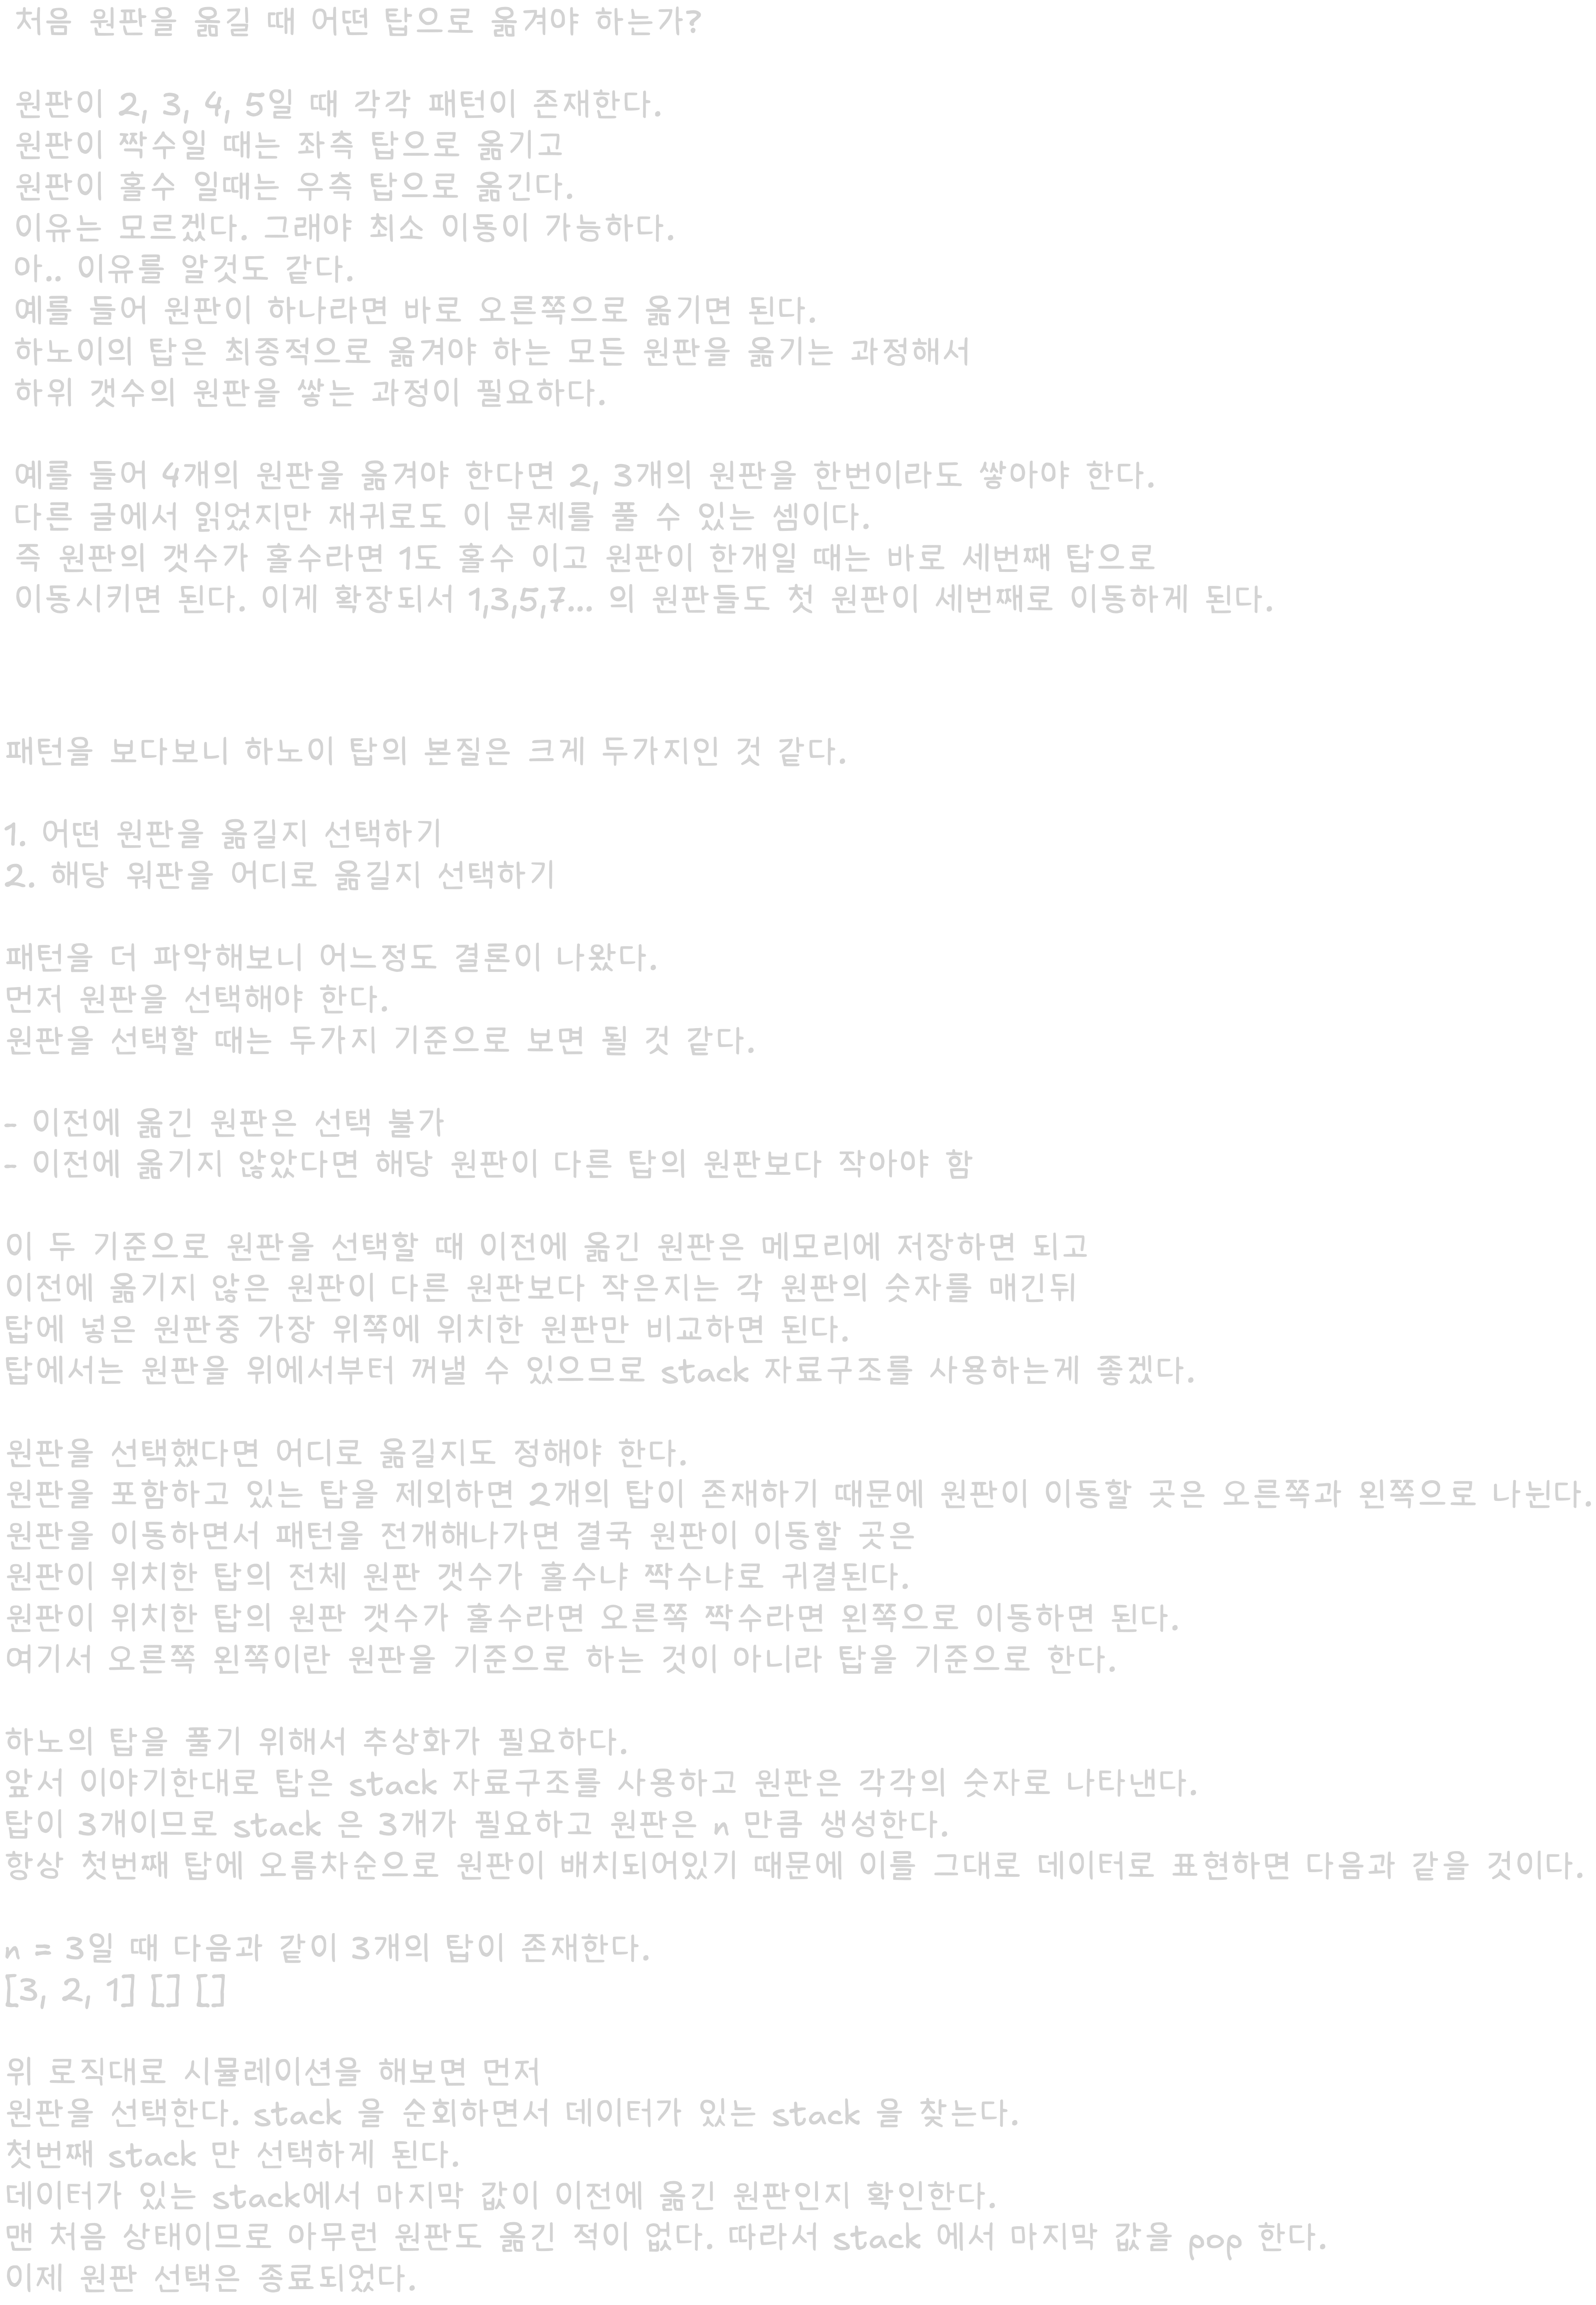 처음 원판을 옮길 때 어떤 탑으로 옮겨야 하는가?
원판이 2, 3, 4, 5일 때 각각 패턴이 존재한다.
원판이 짝수일 때는 좌측 탑으로 옮기고
원판이 홀수 일때는 우측 탑으로 옮긴다.
이유는 모르겠다. 그래야 최소 이동이 가능하다.
아.. 이유를 알것도 같다.
예를 들어 원판이 하나라면 바로 오른쪽으로 옮기면 된다.
하노이의 탑은 최종적으로 옮겨야 하는 모든 원판을 옮기는 과정해서
하위 갯수의 원판을 쌓는 과정이 필요하다.
예를 들어 4개의 원판을 옮겨야 한다면 2, 3개의 원판을 한번이라도 쌓아야 한다.
다른 글에서 읽었지만 재귀로도 이 문제를 풀 수 있는 셈이다.
즉 원판의 갯수가 홀수라면 1도 홀수 이고 원판이 한개일 때는 바로 세번째 탑으로
이동시키면 된다. 이게 확장되서 1,3,5,7... 의 원판들도 첫 원판이 세번째로 이동하게 된다.
패턴을 보다보니 하노이 탑의 본질은 크게 두가지인 것 같다.
1. 어떤 원판을 옮길지 선택하기
2. 해당 워판을 어디로 옮길지 선택하기
패턴을 더 파악해보니 어느정도 결론이 나왔다.
먼저 원판을 선택해야 한다.
원판을 선택할 때는 두가지 기준으로 보면 될 것 같다.
- 이전에 옮긴 원판은 선택 불가
- 이전에 옮기지 않았다면 해당 원판이 다른 탑의 원판보다 작아야 함
이 두 기준으로 원판을 선택할 때 이전에 옮긴 원판은 메모리에 저장하면 되고
이전에 옮기지 않은 원판이 다른 원판보다 작은지는 각 원판의 숫자를 매긴뒤
탑에 넣은 원판중 가장 위쪽에 위치한 원판만 비교하면 된다.
탑에서는 원판을 위에서부터 꺼낼 수 있으므로 stack 자료구조를 사용하는게 좋겠다.
원판을 선택했다면 어디로 옮길지도 정해야 한다.
원판을 포함하고 있는 탑을 제외하면 2개의 탑이 존재하기 때문에 원판이 이동할 곳은 오른쪽과 왼쪽으로 나뉜다.
원판을 이동하면서 패턴을 전개해나가면 결국 원판이 이동할 곳은
원판이 위치한 탑의 전체 원판 갯수가 홀수냐 짝수냐로 귀결된다.
원판이 위치한 탑의 원판 갯수가 홀수라면 오른쪽 짝수라면 왼쪽으로 이동하면 된다.
여기서 오른쪽 왼쪽이란 원판을 기준으로 하는 것이 아니라 탑을 기준으로 한다.
하노의 탑을 풀기 위해서 추상화가 필요하다.
앞서 이야기한대로 탑은 stack 자료구조를 사용하고 원판은 각각의 숫자로 나타낸다.
탑이 3개이므로 stack 은 3개가 필요하고 원판은 n 만큼 생성한다.
항상 첫번째 탑에 오름차순으로 원판이 배치되어있기 때문에 이를 그대로 데이터로 표현하면 다음과 같을 것이다.
n = 3일 때 다음과 같이 3개의 탑이 존재한다.
[3, 2, 1] [] []
위 로직대로 시뮬레이션을 해보면 먼저
원판을 선택한다. stack 을 순회하면서 데이터가 있는 stack 을 찾는다.
첫번째 stack 만 선택하게 된다.
데이터가 있는 stack에서 마지막 값이 이전에 옮긴 원판인지 확인한다.
맨 처음 상태이므로 아무런 원판도 옮긴 적이 없다. 따라서 stack 에서 마지막 값을 pop 한다.
이제 원판 선택은 종료되었다.